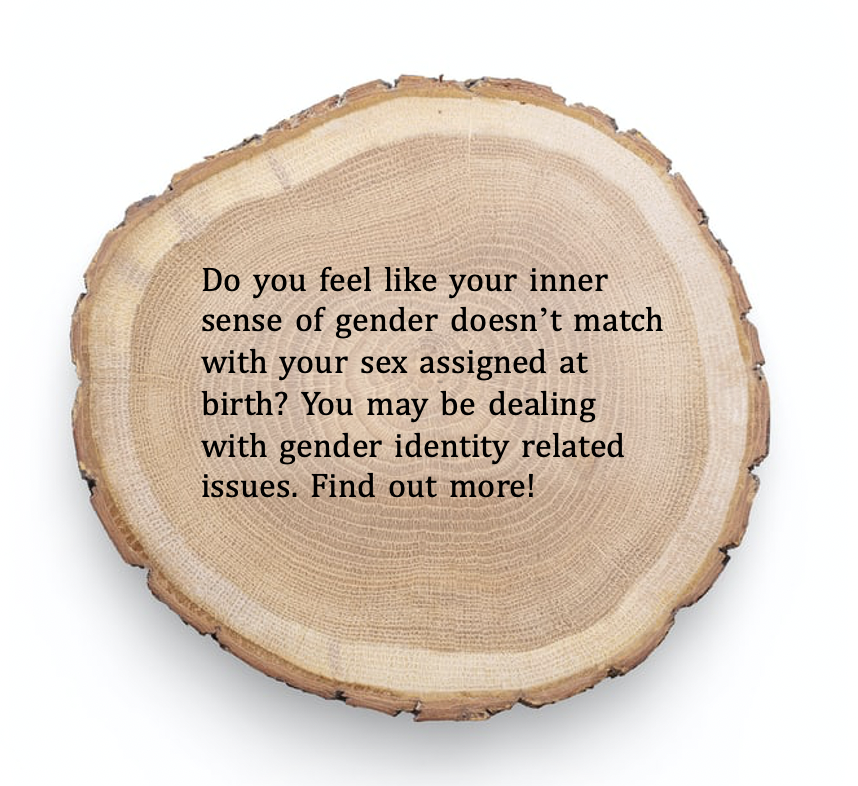 Do you feel like your inner
sense of gender doesn’t match
with your sex assigned at
birth? You may be dealing
with gender identity related
issues. Find out more!